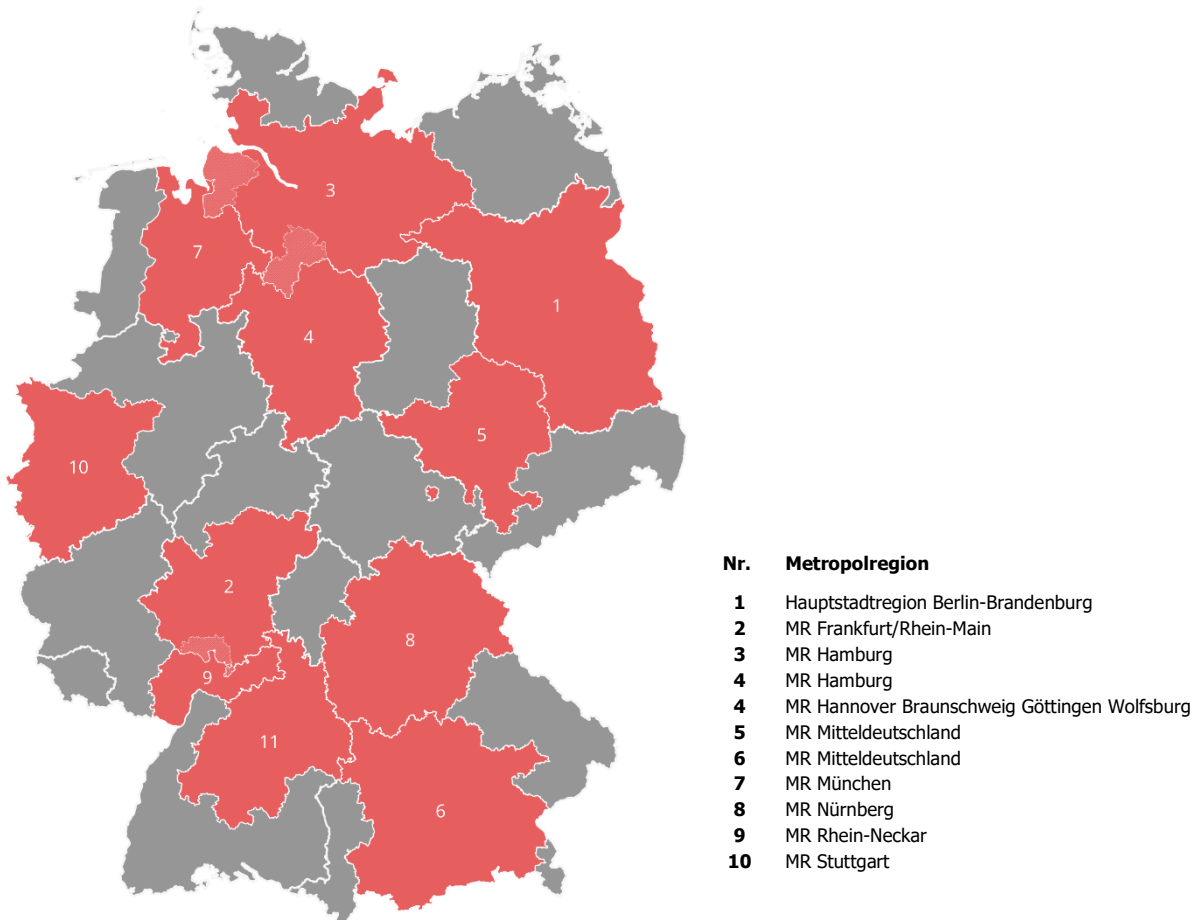 3
7
1
4
5
10
2
8
9
11
6
Nr. Metropolregion
1 Hauptstadtregion Berlin-Brandenburg
2 MR Frankfurt/Rhein-Main
3 MR Hamburg
4 MR Hamburg
4 MR Hannover Braunschweig Göttingen Wolfsburg
5 MR Mitteldeutschland
6 MR Mitteldeutschland
7 MR München
8 MR Nürnberg
9 MR Rhein-Neckar
10 MR Stuttgart